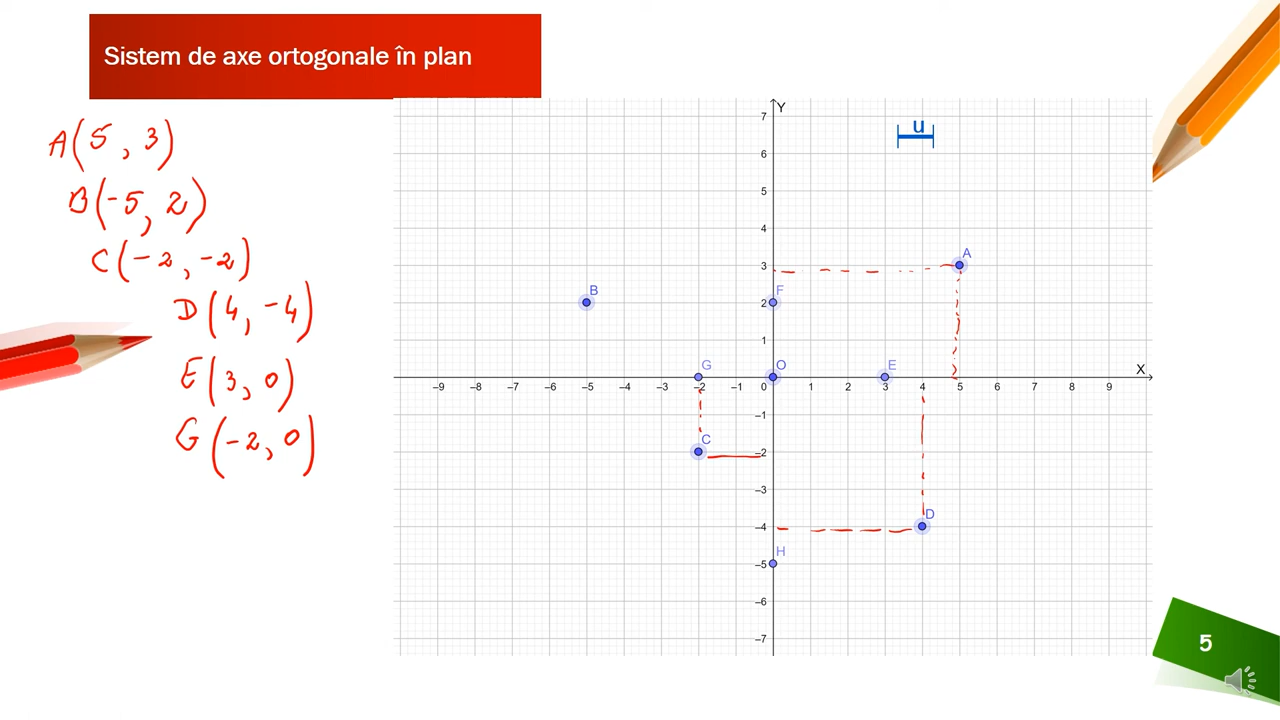 Sistem de axe ortogonale în plan
A(5, 3)
B(-5, 2)
C(-2, -2)
D(4, -4)
E(3, 0)
G(-2, 0)
Y
u
7
6
5
4
3
A
B
2
F
1
G
O
E
X
–9 –8 –7 –6 –5 –4 –3 –2 –1 0 1 2 3 4 5 6 7 8 9
–1
C
–2
–3
D
–4
H
–5
–6
–7
5